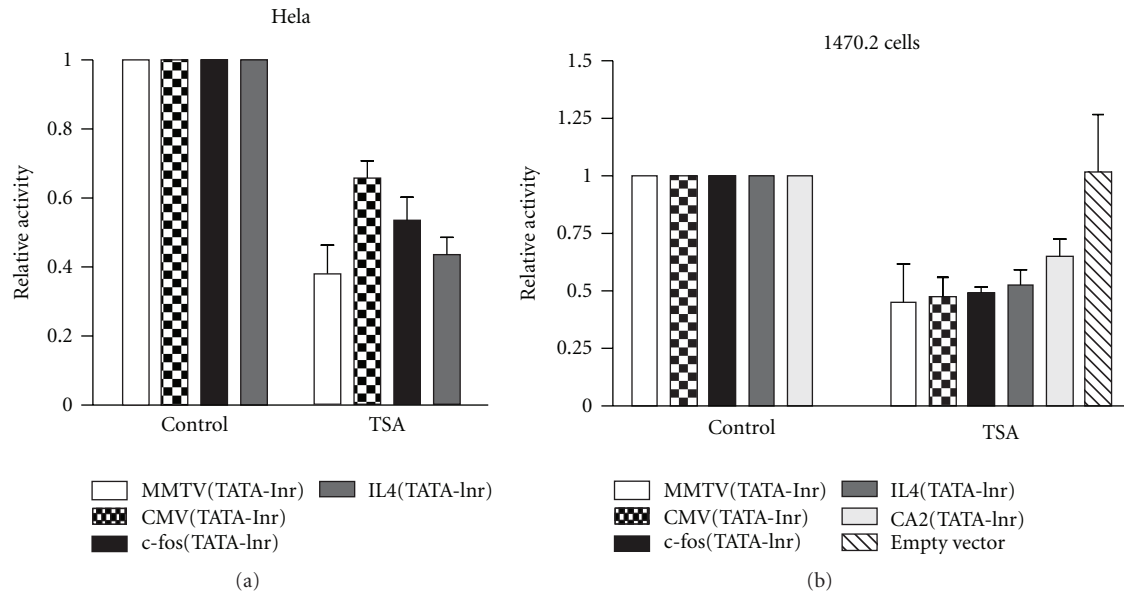 Hela
1
0.8
0.6
0.4
0.2
0
Relative activity
Control
TSA
MMTV(TATA-Inr)
IL4(TATA-lnr)
CMV(TATA-Inr)
c-fos(TATA-lnr)
(a)
1470.2 cells
1.5
1.25
1
0.75
0.5
0.25
0
Relative activity
Control
TSA
MMTV(TATA-Inr)
IL4(TATA-lnr)
CMV(TATA-Inr)
CA2(TATA-lnr)
c-fos(TATA-lnr)
Empty vector
(b)